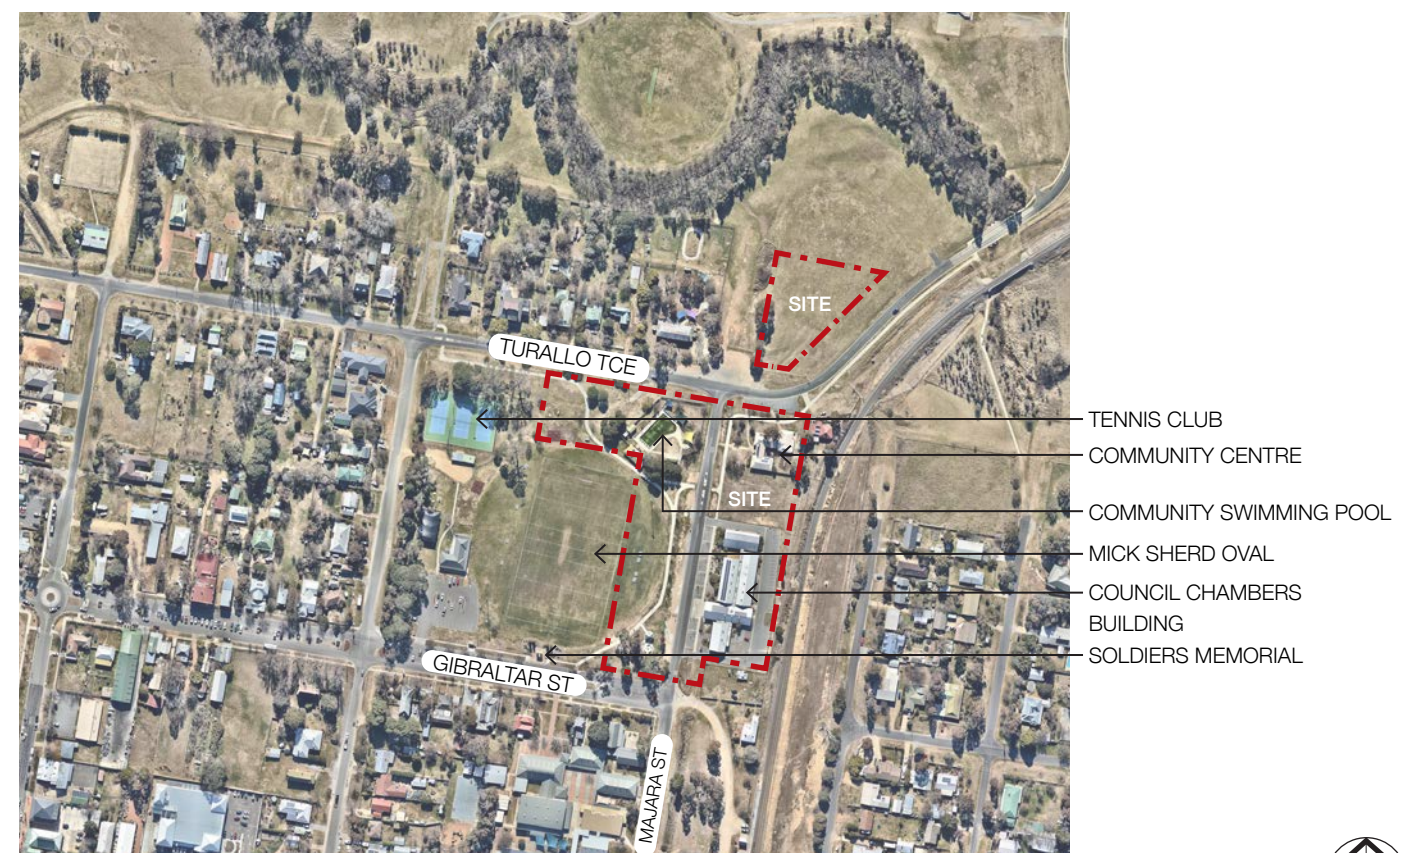 SITE
TURALLO TCE
TENNIS CLUB
COMMUNITY CENTRE
SITE
COMMUNITY SWIMMING POOL
MICK SHERD OVAL
COUNCIL CHAMBERS
BUILDING
SOLDIERS MEMORIAL
GIBRALTAR ST
MAJARA ST